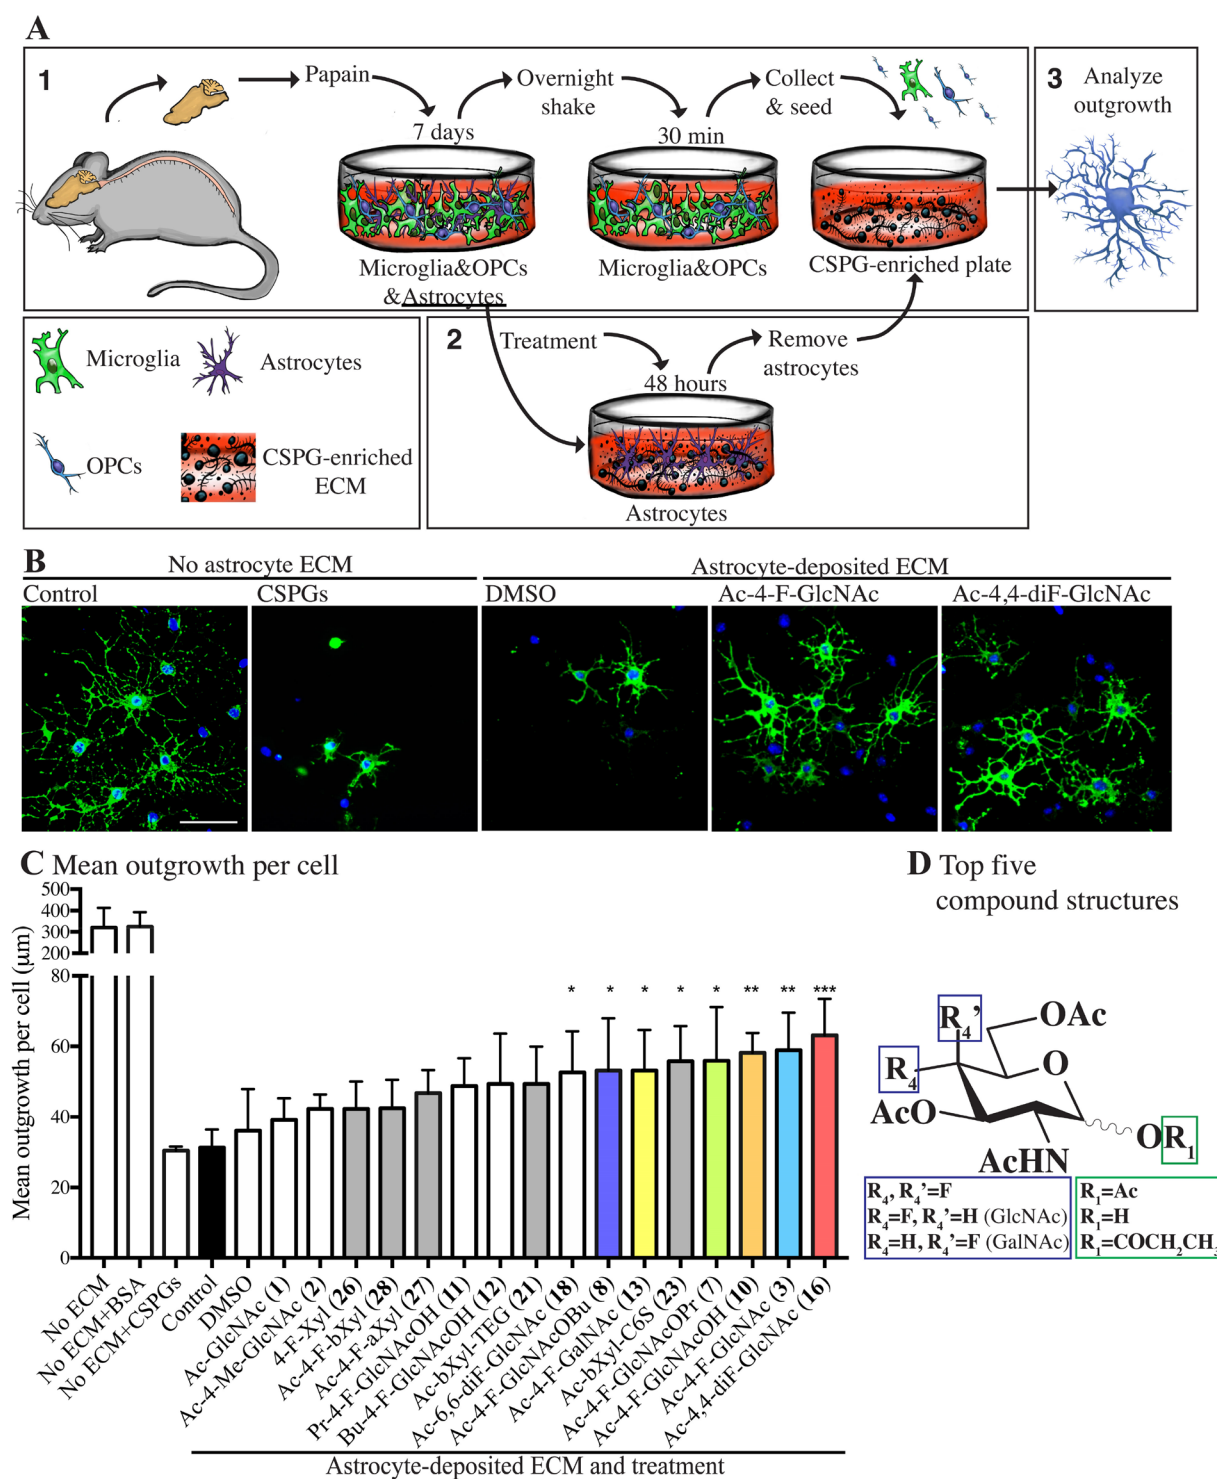 A
1
Papain
Overnight
shake
Collect
& seed
7 days
30 min
Microglia&OPCs
&Astrocytes
Microglia&OPCs
CSPG-enriched plate
3 Analyze
outgrowth
Microglia
Astrocytes
OPCs
CSPG-enriched
ECM
2
Treatment
Remove
astrocytes
48 hours
Astrocytes
B
No astrocyte ECM
Astrocyte-deposited ECM
Control
CSPGs
DMSO
Ac-4-F-GlcNAc
Ac-4,4-diF-GlcNAc
C Mean outgrowth per cell
Mean outgrowth per cell (μm)
500
400
300
200
80
60
40
20
0
*
*
*
*
*
**
**
***
No ECM
No ECM+BSA
No ECM+CSPGs
Control
DMSO
Ac-GlcNAc (1)
Ac-4-Me-GlcNAc (2)
4-F-Xyl (26)
Ac-4-F-bXyl (28)
Ac-4-F-aXyl (27)
Pr-4-F-GlcNAcOH (11)
Bu-4-F-GlcNAcOH (12)
Ac-bXyl-TEG (21)
Ac-6,6-diF-GlcNAc (18)
Ac-4-F-GlcNAcOBu (8)
Ac-4-F-GalNAc (13)
Ac-bXyl-C6S (23)
Ac-4-F-GlcNAcOPr (7)
Ac-4-F-GlcNAcOH (10)
Ac-4-F-GlcNAc (3)
Ac-4,4-diF-GlcNAc (16)
Astrocyte-deposited ECM and treatment
D Top five
compound structures
R₄'
OAc
R₄
O
AcO
OR₁
AcHN
R₄, R₄'=F
R₄=F, R₄'=H (GlcNAc)
R₄=H, R₄'=F (GalNAc)
R₁=Ac
R₁=H
R₁=COCH₂CH₃